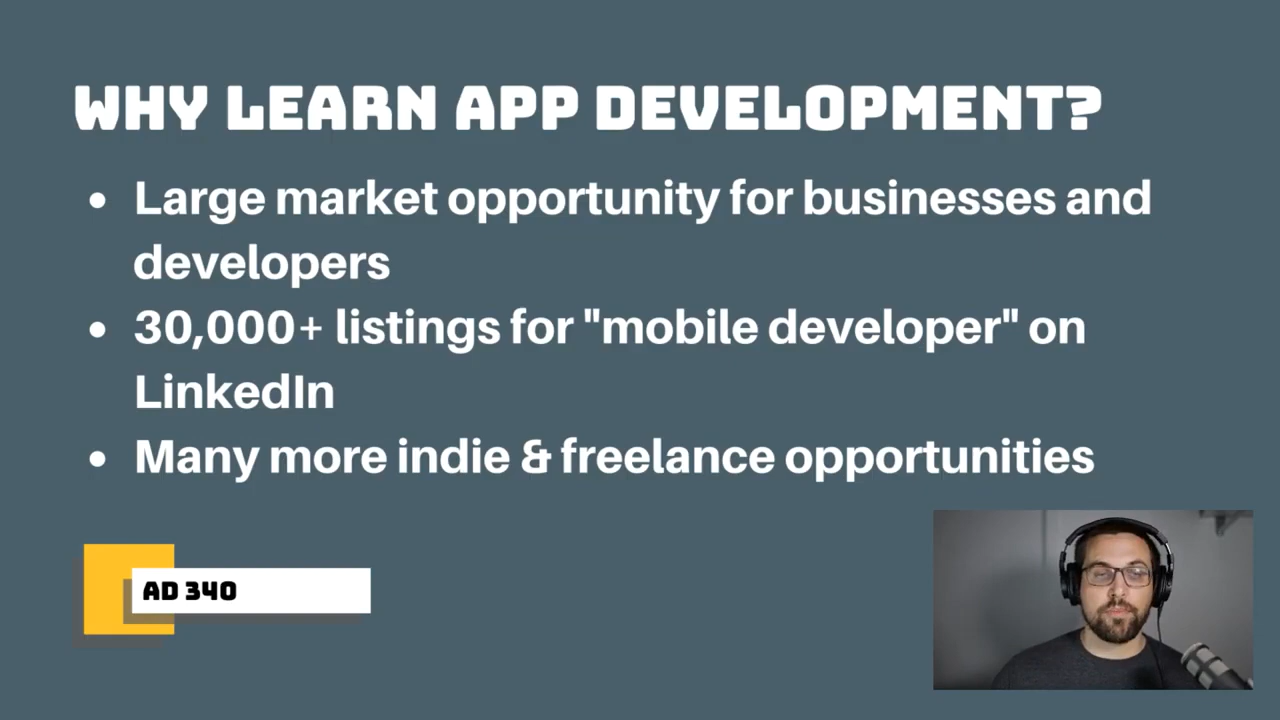 WHY LEARN APP DEVELOPMENT?
• Large market opportunity for businesses and
developers
• 30,000+ listings for "mobile developer" on
LinkedIn
• Many more indie & freelance opportunities
AD 340